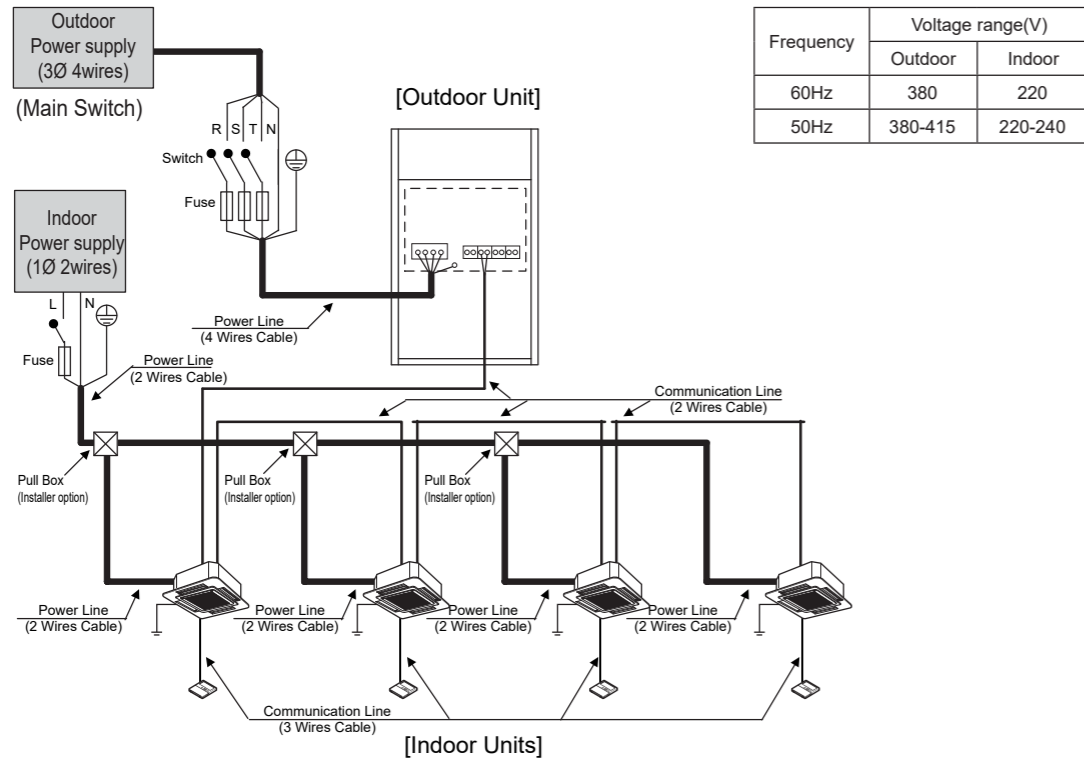 Outdoor
Power supply
(3Ø 4wires)
(Main Switch)
R S T N
Switch
Fuse
[Outdoor Unit]
Frequency
Voltage range(V)
Outdoor Indoor
60Hz 380 220
50Hz 380-415 220-240
Indoor
Power supply
(1Ø 2wires)
L N
Fuse
Power Line
(4 Wires Cable)
Power Line
(2 Wires Cable)
Communication Line
(2 Wires Cable)
Pull Box
(Installer option)
Pull Box
(Installer option)
Pull Box
(Installer option)
Power Line
(2 Wires Cable)
Power Line
(2 Wires Cable)
Power Line
(2 Wires Cable)
Power Line
(2 Wires Cable)
Communication Line
(3 Wires Cable)
[Indoor Units]